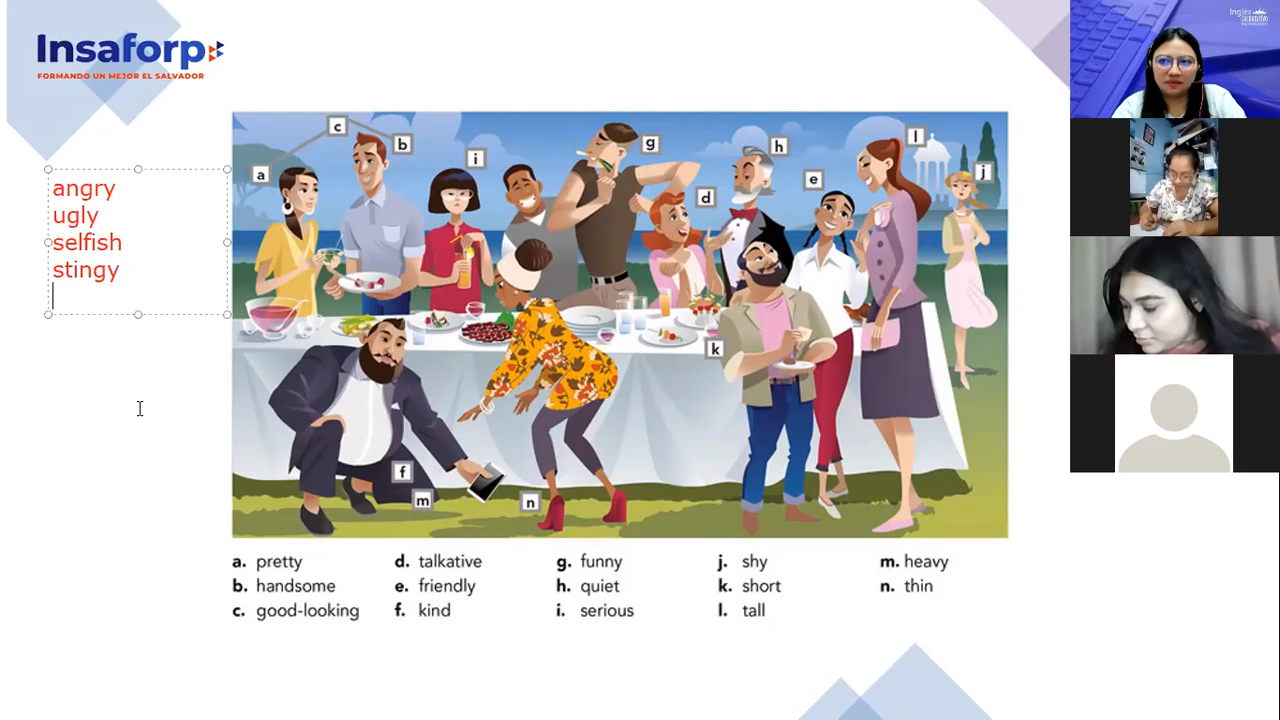 Insaforp
FORMANDO UN MEJOR EL SALVADOR
angry
ugly
selfish
stingy
a
c
b
i
g
h
d
e
l
j
k
f
m
n
a. pretty
b. handsome
c. good-looking
d. talkative
e. friendly
f. kind
g. funny
h. quiet
i. serious
j. shy
k. short
l. tall
m. heavy
n. thin
Inglés